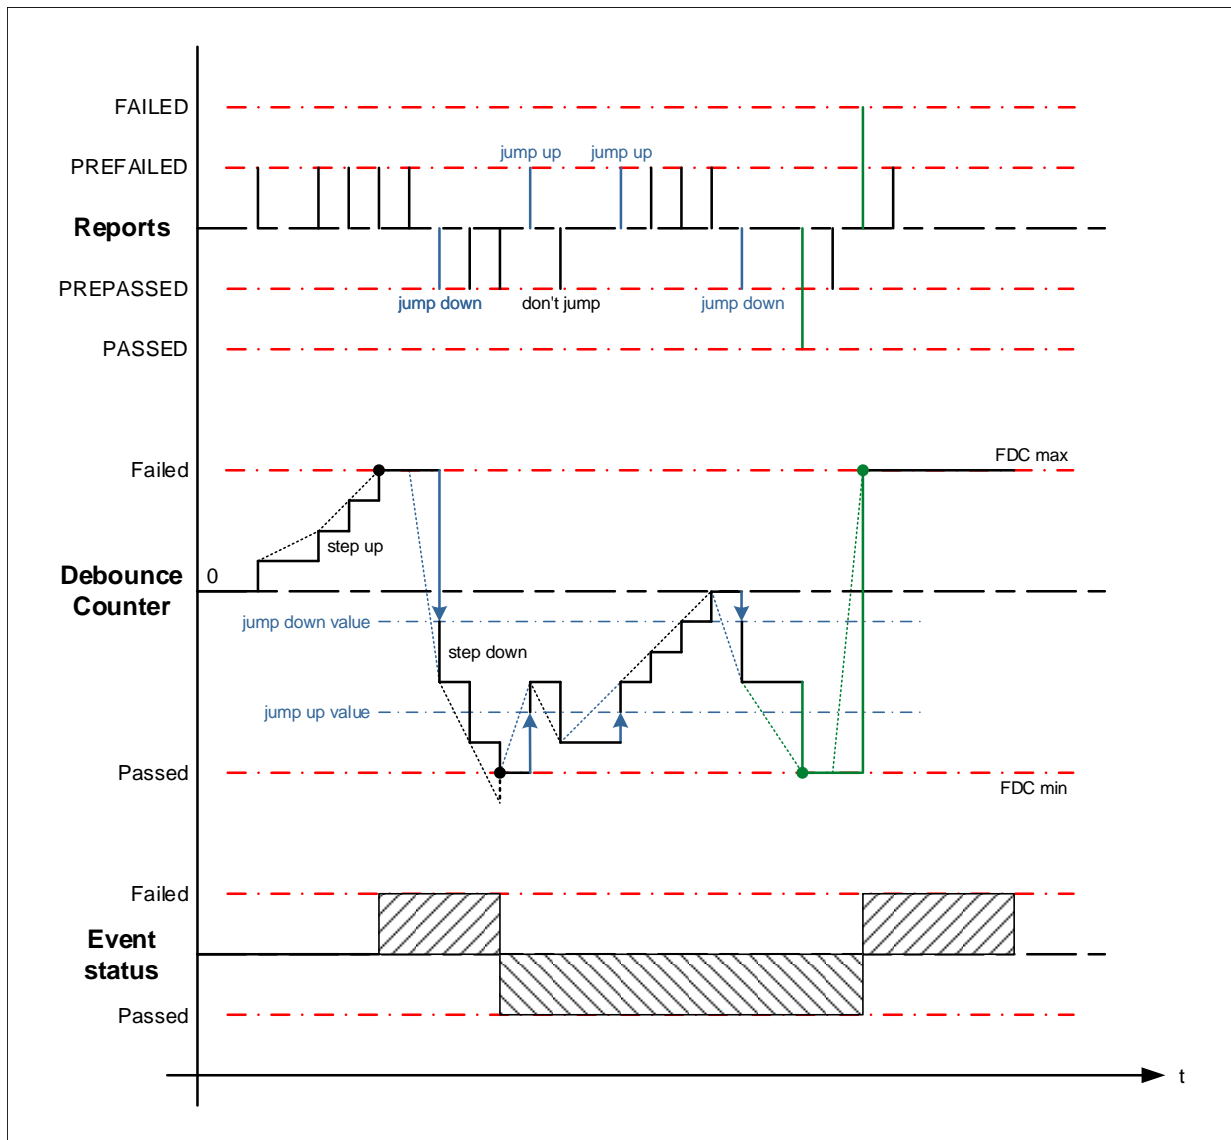 FAILED
jump up
jump up
PREFAILED
Reports
PREPASSED
jump down
don't jump
jump down
PASSED
Failed
FDC max
step up
0
Debounce
Counter
jump down value
step down
jump up value
Passed
FDC min
Failed
Event
status
Passed
t